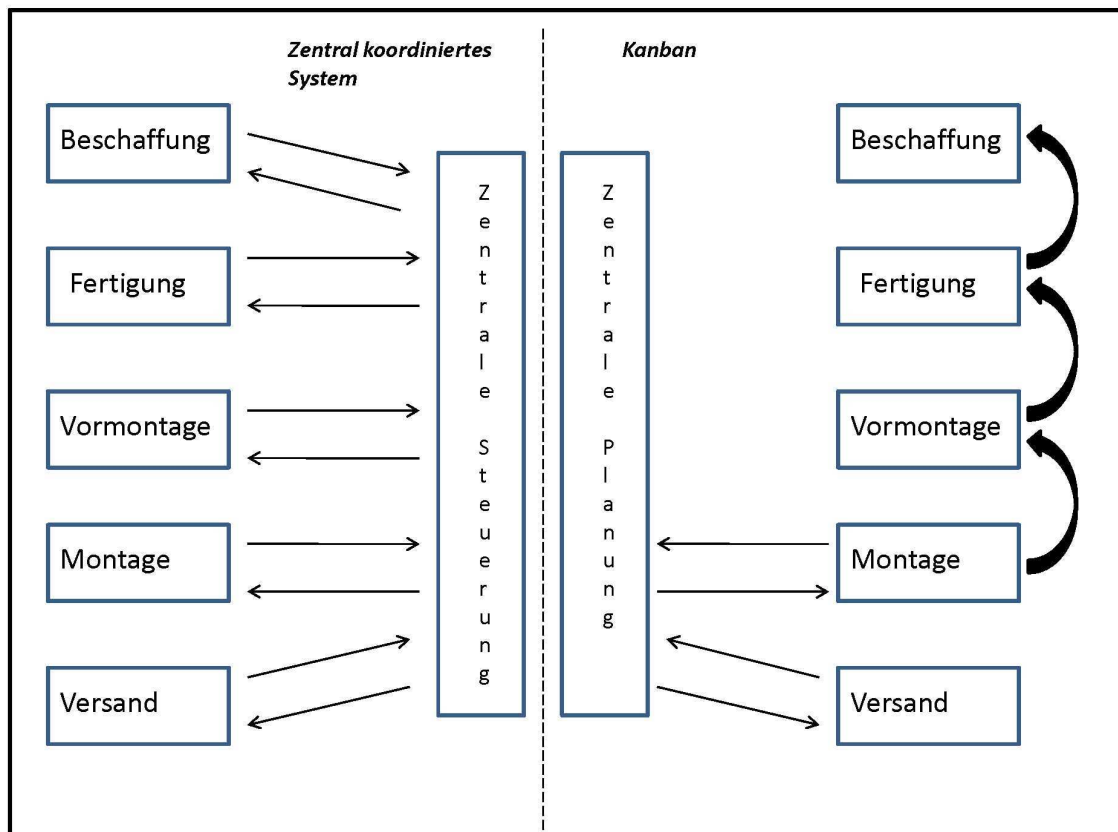 Zentral koordiniertes
System
Beschaffung
Fertigung
Vormontage
Montage
Versand
Zentrale Steuerung
Kanban
Zentrale Planung
Beschaffung
Fertigung
Vormontage
Montage
Versand